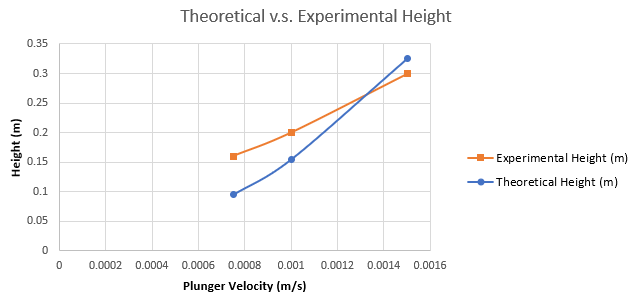 Theoretical v.s. Experimental Height
0.35
0.3
0.25
0.2
0.15
0.1
0.05
0
Height (m)
0 0.0002 0.0004 0.0006 0.0008 0.001 0.0012 0.0014 0.0016
Plunger Velocity (m/s)
Experimental Height (m)
Theoretical Height (m)